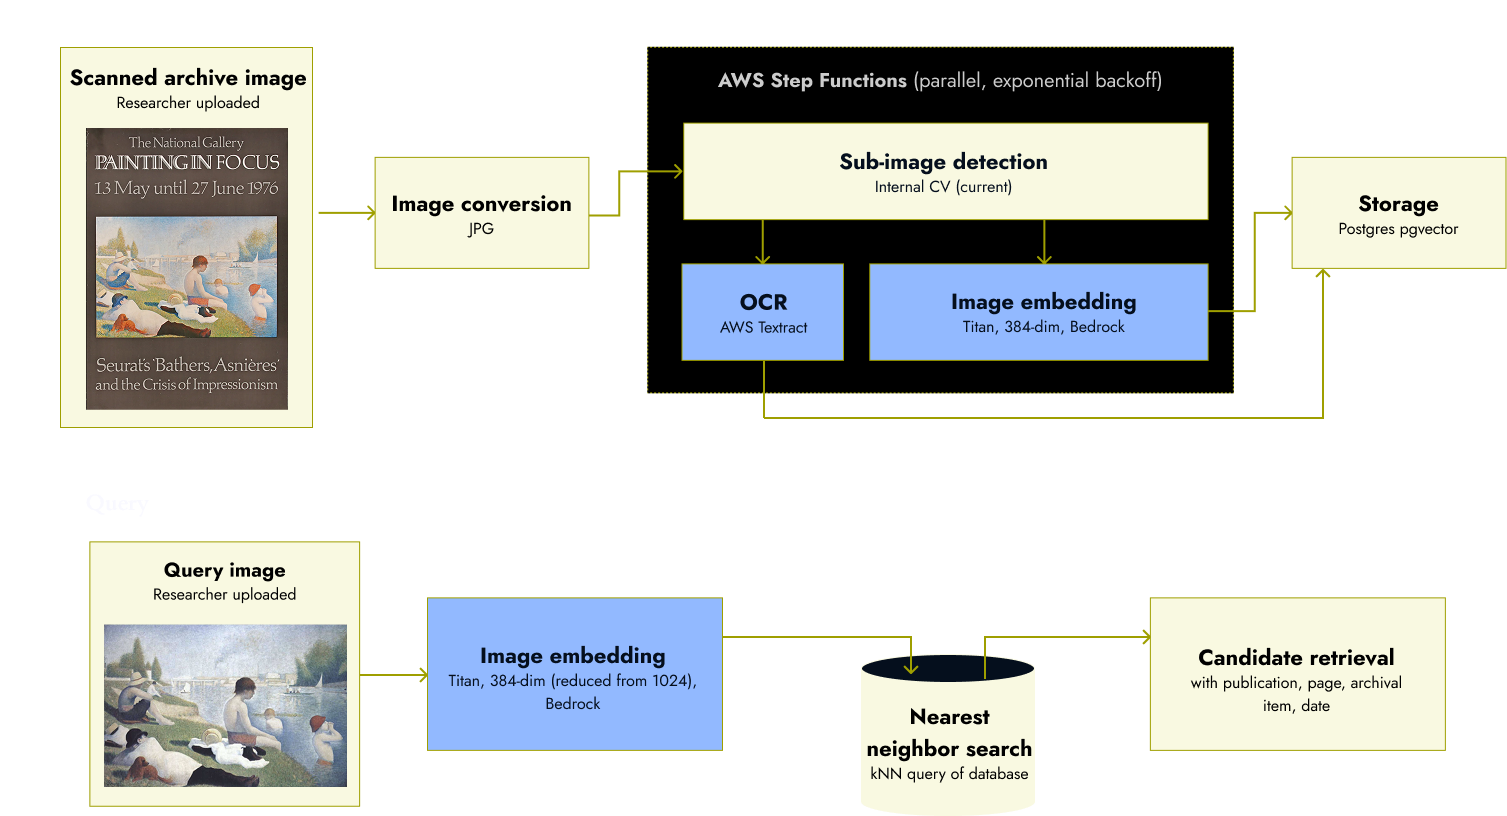 Scanned archive image
Researcher uploaded
The National Gallery
PAINTING IN FOCUS
13 May until 27 June 1976
Seurat's 'Bathers, Asnières'
and the Crisis of Impressionism
Image conversion
JPG
AWS Step Functions (parallel, exponential backoff)
Sub-image detection
Internal CV (current)
OCR
AWS Textract
Image embedding
Titan, 384-dim, Bedrock
Storage
Postgres pgvector
Query
Query image
Researcher uploaded
Image embedding
Titan, 384-dim (reduced from 1024),
Bedrock
Nearest
neighbor search
kNN query of database
Candidate retrieval
with publication, page, archival
item, date